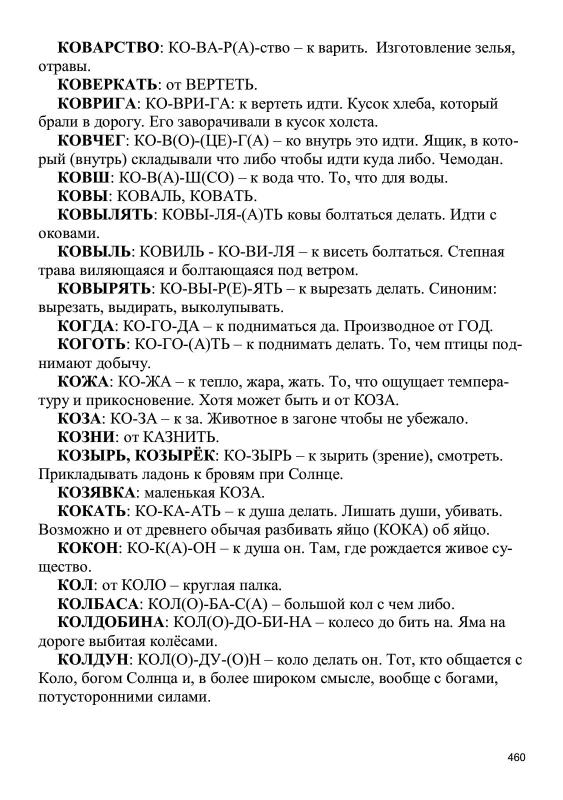 КОВАРСТВО: КО-ВА-Р(А)-ство – к варить.  Изготовление зелья,
отравы.
КОВЕРКАТЬ: от ВЕРТЕТЬ.
КОВРИГА: КО-ВРИ-ГА: к вертеть идти. Кусок хлеба, который
брали в дорогу. Его заворачивали в кусок холста.
КОВЧЕГ: КО-В(О)-(ЦЕ)-Г(А) – ко внутрь это идти. Ящик, в кото-
рый (внутрь) складывали что либо чтобы идти куда либо. Чемодан.
КОВШ: КО-В(А)-Ш(СО) – к вода что. То, что для воды.
КОВЫ: КОВАЛЬ, КОВАТЬ.
КОВЫЛЯТЬ: КОВЫ-ЛЯ-(А)ТЬ ковы болтаться делать. Идти с
оковами.
КОВЫЛЬ: КОВИЛЬ - КО-ВИ-ЛЯ – к висеть болтаться. Степная
трава виляющаяся и болтающаяся под ветром.
КОВЫРЯТЬ: КО-ВЫ-Р(Е)-ЯТЬ – к вырезать делать. Синоним:
вырезать, выдирать, выколупывать.
КОГДА: КО-ГО-ДА – к подниматься да. Производное от ГОД.
КОГОТЬ: КО-ГО-(А)ТЬ – к поднимать делать. То, чем птицы под-
нимают добычу.
КОЖА: КО-ЖА – к тепло, жара, жать. То, что ощущает темпера-
туру и прикосновение. Хотя может быть и от КОЗА.
КОЗА: КО-ЗА – к за. Животное в загоне чтобы не убежало.
КОЗНИ: от КАЗНИТЬ.
КОЗЫРЬ, КОЗЫРЁК: КО-ЗЫРЬ – к зырить (зрение), смотреть.
Прикладывать ладонь к бровям при Солнце.
КОЗЯВКА: маленькая КОЗА.
КОКАТЬ: КО-КА-АТЬ – к душа делать. Лишать души, убивать.
Возможно и от древнего обычая разбивать яйцо (КОКА) об яйцо.
КОКОН: КО-К(А)-ОН – к душа он. Там, где рождается живое су-
щество.
КОЛ: от КОЛО – круглая палка.
КОЛБАСА: КОЛ(О)-БА-С(А) – большой кол с чем либо.
КОЛДОБИНА: КОЛ(О)-ДО-БИ-НА – колесо до бить на. Яма на
дороге выбитая колёсами.
КОЛДУН: КОЛ(О)-ДУ-(О)Н – коло делать он. Тот, кто общается с
Коло, богом Солнца и, в более широком смысле, вообще с богами,
потусторонними силами.
460